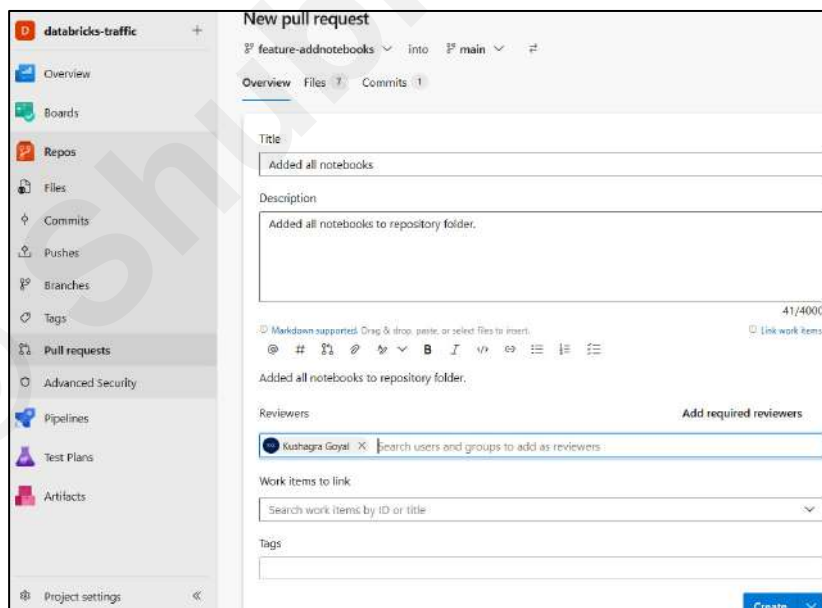 D databricks-traffic +
Overview
Boards
Repos
Files
Commits
Pushes
Branches
Tags
Pull requests
Advanced Security
Pipelines
Test Plans
Artifacts
Project settings
New pull request
feature-addnotebooks into main
Overview Files 7 Commits 1
Title
Added all notebooks
Description
Added all notebooks to repository folder.
41/4000
Markdown supported. Drag & drop, paste, or select files to insert. Link work items
@ # B I </>
Added all notebooks to repository folder.
Reviewers Add required reviewers
Kushagra Goyal Search users and groups to add as reviewers
Work items to link
Search work items by ID or title
Tags
Create